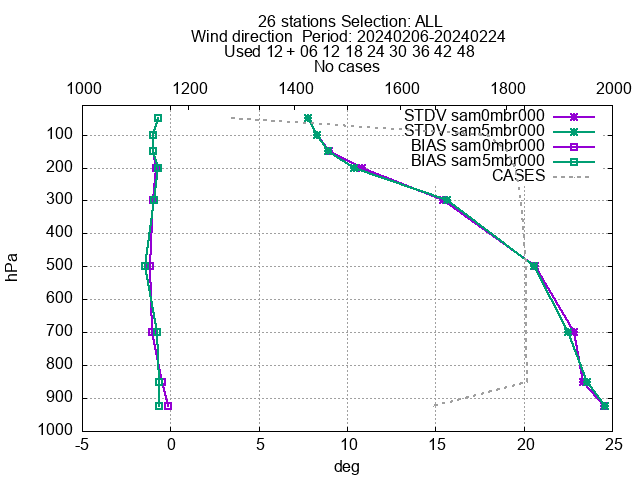 26 stations Selection: ALL
Wind direction  Period: 20240206-20240224
Used 12 + 06 12 18 24 30 36 42 48
No cases
1000 1200 1400 1600 1800 2000
STDV sam0mbr000
STDV sam5mbr000
BIAS sam0mbr000
BIAS sam5mbr000
CASES
100
200
300
400
500
600
700
800
900
1000
hPa
-5 0 5 10 15 20 25
deg